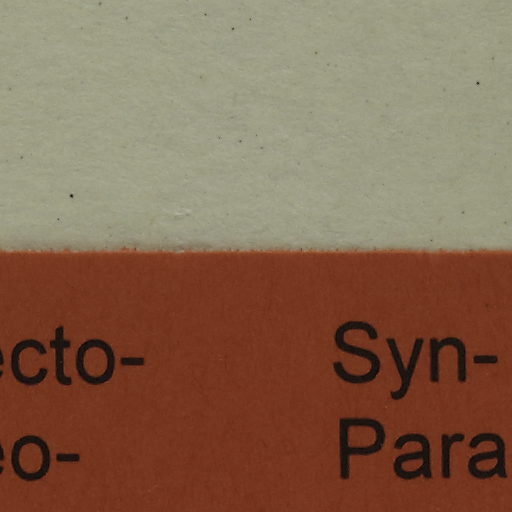 ecto- Syn-
eo- Para